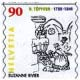 90
R. TÖPFFER · 1799-1846
HELVETIA
SUZANNE RIVIER